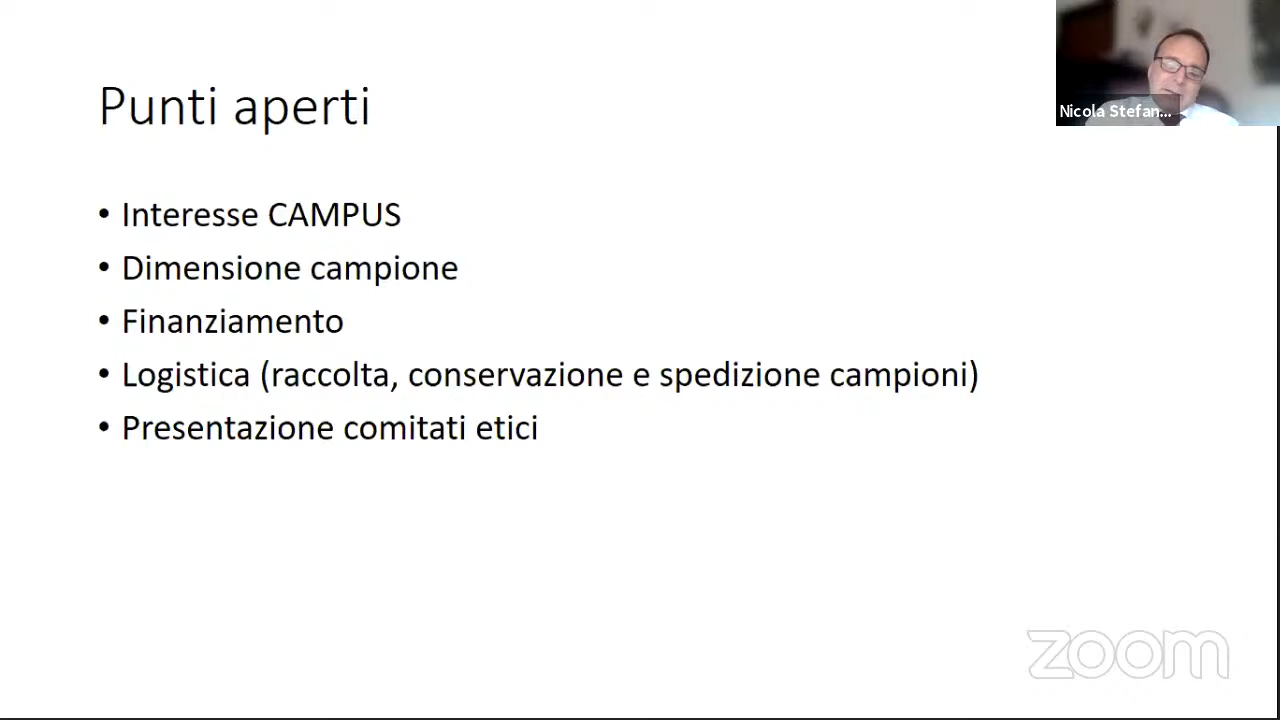 Punti aperti
Nicola Stefan...
• Interesse CAMPUS
• Dimensione campione
• Finanziamento
• Logistica (raccolta, conservazione e spedizione campioni)
• Presentazione comitati etici
zoom